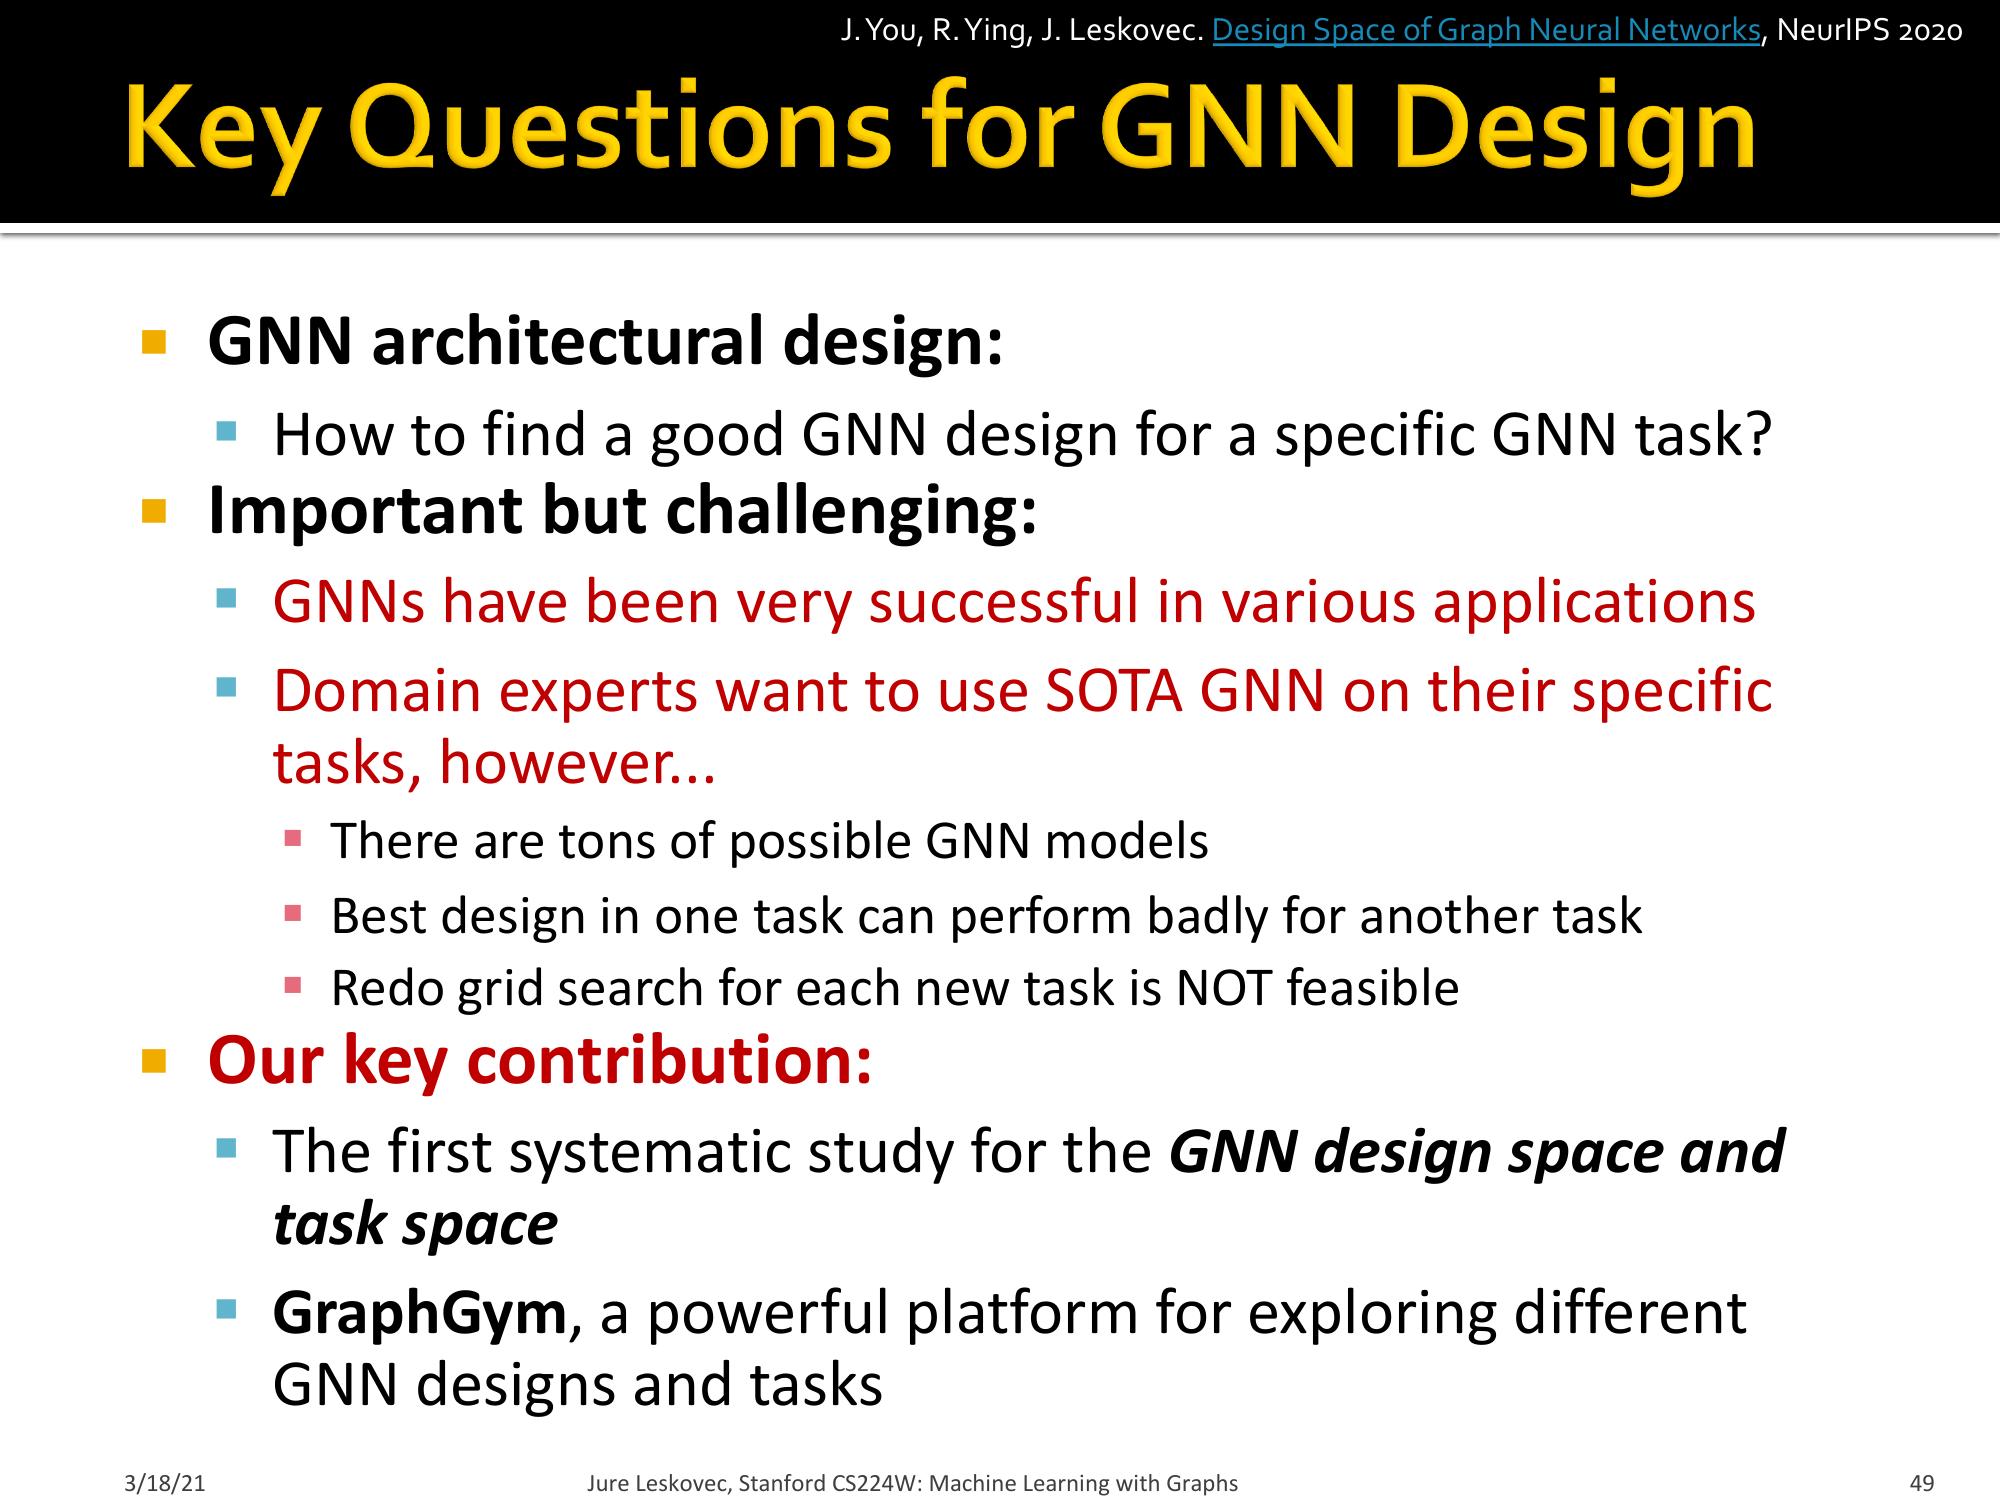 J. You, R. Ying, J. Leskovec. Design Space of Graph Neural Networks, NeurIPS 2020
Key Questions for GNN Design
GNN architectural design:
How to find a good GNN design for a specific GNN task?
Important but challenging:
GNNs have been very successful in various applications
Domain experts want to use SOTA GNN on their specific
tasks, however...
There are tons of possible GNN models
Best design in one task can perform badly for another task
Redo grid search for each new task is NOT feasible
Our key contribution:
The first systematic study for the GNN design space and
task space
GraphGym, a powerful platform for exploring different
GNN designs and tasks
3/18/21
Jure Leskovec, Stanford CS224W: Machine Learning with Graphs
49